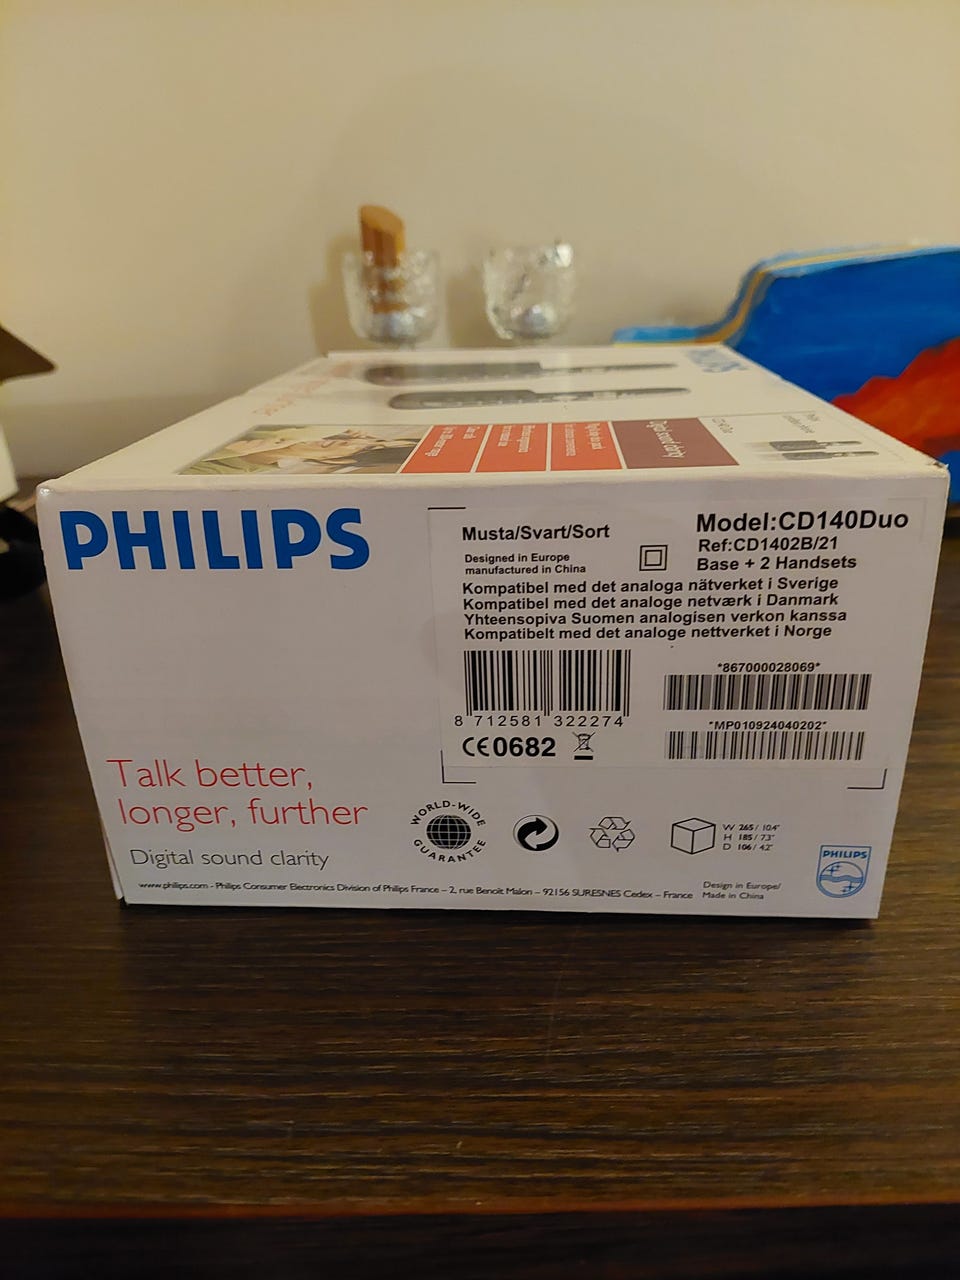 PHILIPS
PHILIPS
Musta/Svart/Sort
Designed in Europe
manufactured in China
Model:CD140Duo
Ref:CD1402B/21
Base + 2 Handsets
Kompatibel med det analoga nätverket i Sverige
Kompatibel med det analoge netværk i Danmark
Yhteensopiva Suomen analogisen verkon kanssa
Kompatibelt med det analoge nettverket i Norge
8 712581 322274
*867000028069*
*MP010924040202*
CE0682
Talk better,
longer, further
Digital sound clarity
WORLD-WIDE
GUARANTEE
W 265 / 10.4"
H 185 / 7.3"
D 106 / 4.2"
PHILIPS
www.philips.com - Philips Consumer Electronics Division of Philips France – 2, rue Benoit Malon – 92156 SURESNES Cedex – France
Design in Europe/
Made in China